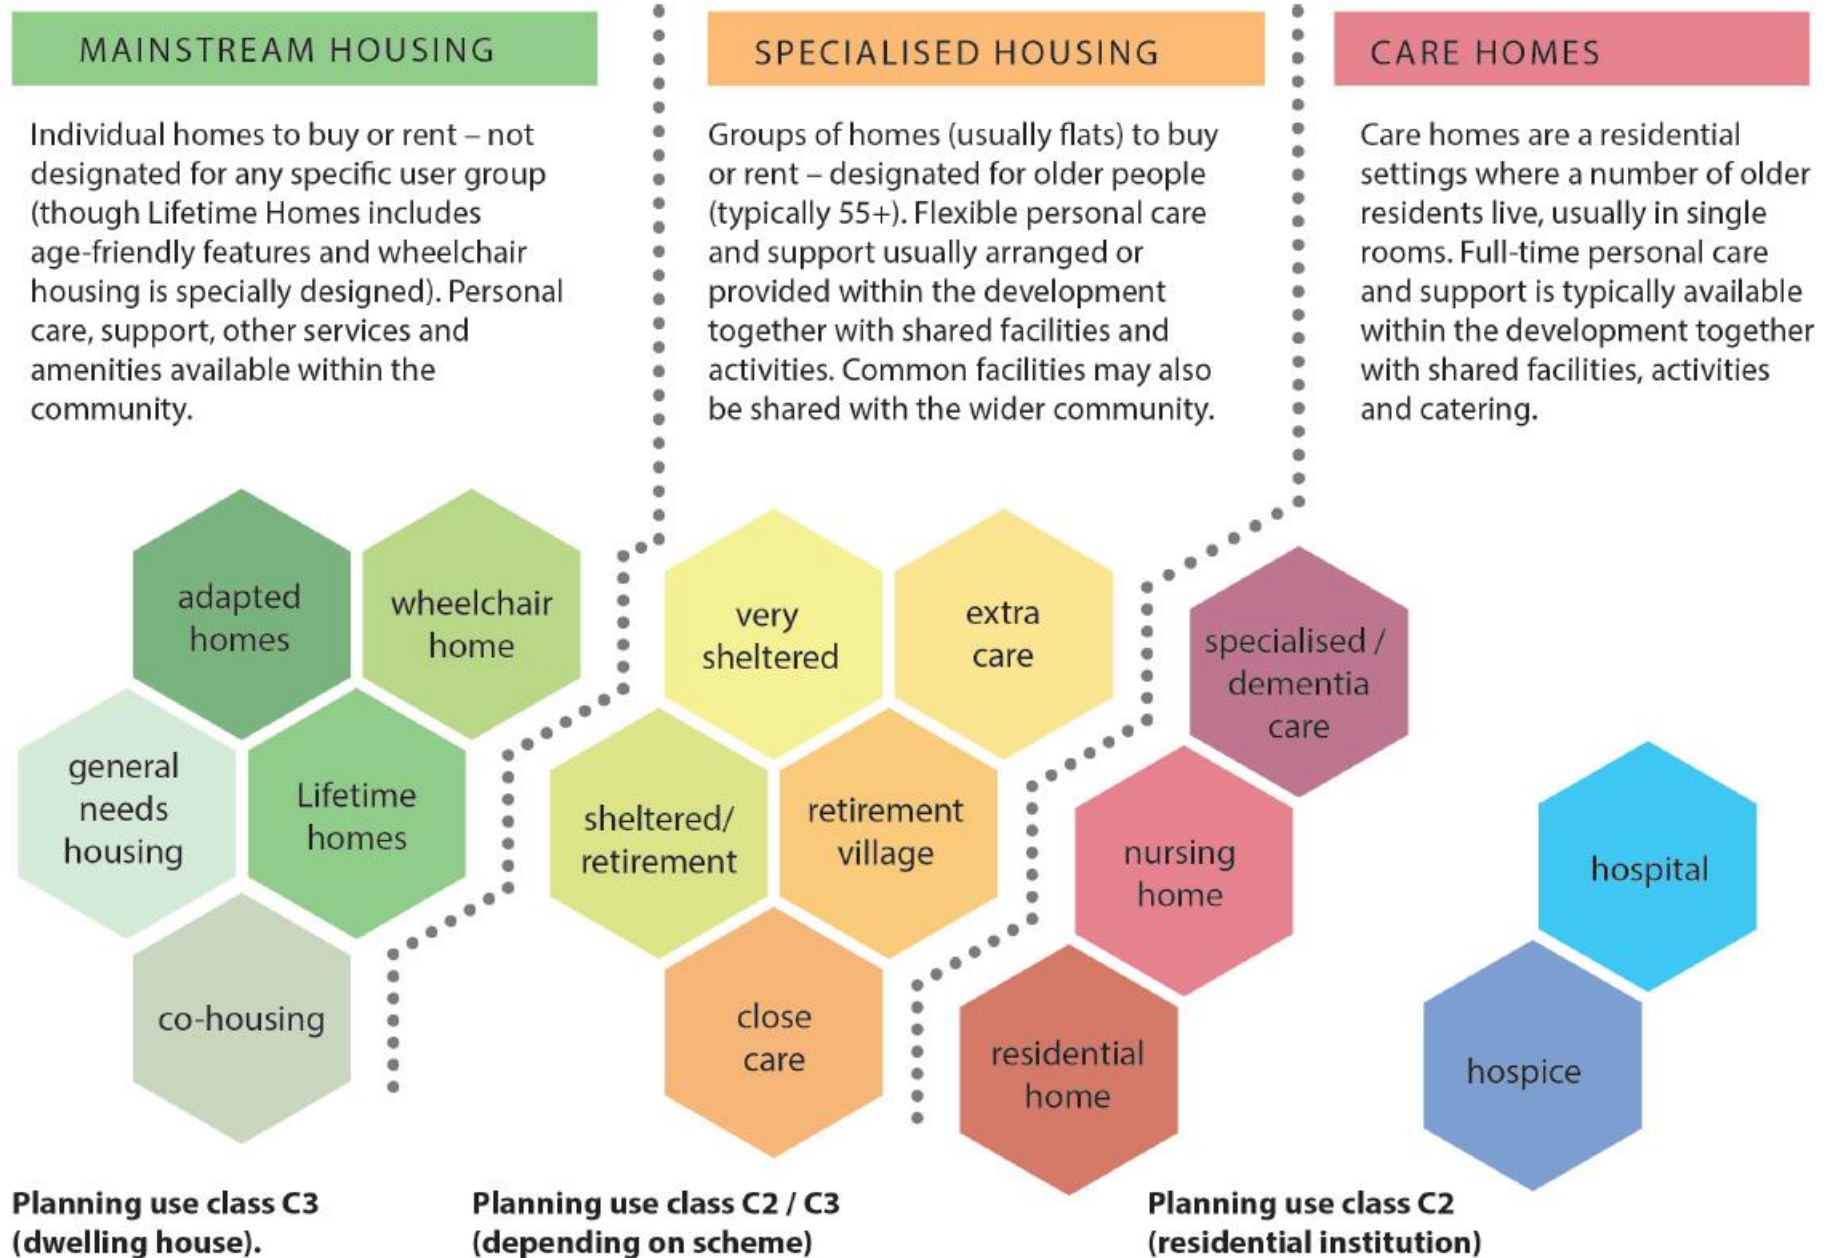 MAINSTREAM HOUSING
Individual homes to buy or rent – not
designated for any specific user group
(though Lifetime Homes includes
age-friendly features and wheelchair
housing is specially designed). Personal
care, support, other services and
amenities available within the
community.
SPECIALISED HOUSING
Groups of homes (usually flats) to buy
or rent – designated for older people
(typically 55+). Flexible personal care
and support usually arranged or
provided within the development
together with shared facilities and
activities. Common facilities may also
be shared with the wider community.
CARE HOMES
Care homes are a residential
settings where a number of older
residents live, usually in single
rooms. Full-time personal care
and support is typically available
within the development together
with shared facilities, activities
and catering.
adapted
homes
wheelchair
home
general
needs
housing
Lifetime
homes
co-housing
very
sheltered
extra
care
sheltered/
retirement
retirement
village
close
care
specialised /
dementia
care
nursing
home
residential
home
hospital
hospice
Planning use class C3
(dwelling house).
Planning use class C2 / C3
(depending on scheme)
Planning use class C2
(residential institution)